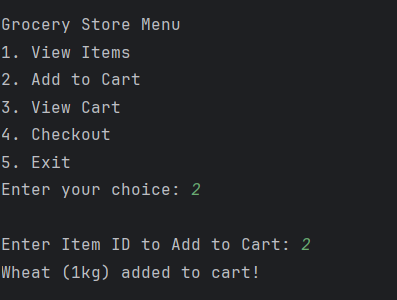 Grocery Store Menu
1. View Items
2. Add to Cart
3. View Cart
4. Checkout
5. Exit
Enter your choice: 2
Enter Item ID to Add to Cart: 2
Wheat (1kg) added to cart!